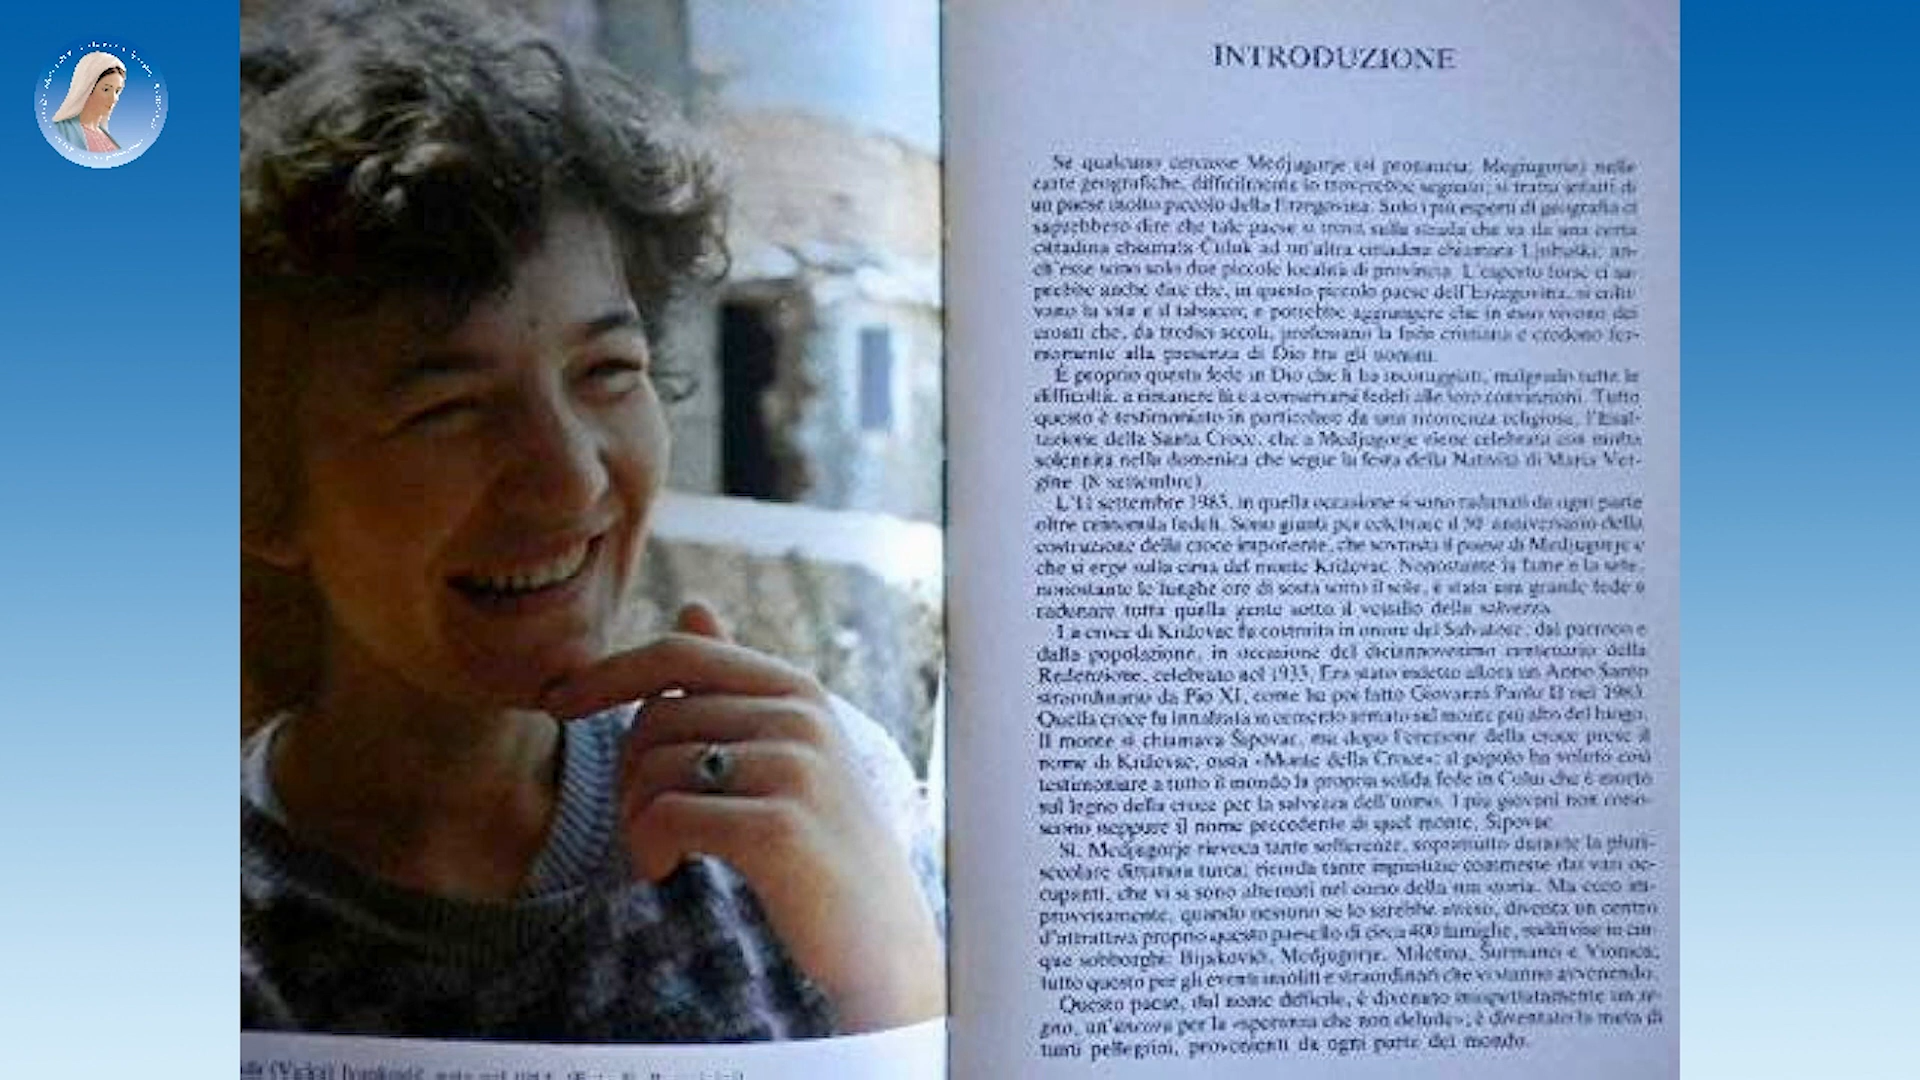 INTRODUZIONE
Se qualcuno cercasse Medjugorje (si pronuncia: Megiugorie) nelle
carte geografiche, difficilmente lo troverebbe segnato; si tratta infatti di
un paese molto piccolo della Erzegovina. Solo i più esperti di geografia ci
saprebbero dire che tale paese si trova sulla strada che va da una certa
cittadina chiamata Čitluk ad un'altra cittadina chiamata Ljubuški; an-
ch'esse sono solo due piccole località di provincia. L'esperto forse ci sa-
prebbe anche dire che, in questo piccolo paese dell'Erzegovina, si colti-
vano la vite e il tabacco; e potrebbe aggiungere che in esso vivono dei
croati che, da tredici secoli, professano la fede cristiana e credono fer-
mamente alla presenza di Dio tra gli uomini.
È proprio questa fede in Dio che li ha incoraggiati, malgrado tutte le
difficoltà, a rimanere lì e a conservarsi fedeli alle loro convinzioni. Tutto
questo è testimoniato in particolare da una ricorrenza religiosa, l'Esal-
tazione della Santa Croce, che a Medjugorje viene celebrata con molta
solennità nella domenica che segue la festa della Natività di Maria Ver-
gine (8 settembre).
L'11 settembre 1983, in quella occasione si sono radunati da ogni parte
oltre centomila fedeli. Sono giunti per celebrare il 50° anniversario della
costruzione della croce imponente, che sovrasta il paese di Medjugorje e
che si erge sulla cima del monte Križevac. Nonostante la fame e la sete,
nonostante le lunghe ore di sosta sotto il sole, è stata una grande fede a
radunare tutta quella gente sotto il vessillo della salvezza.
La croce di Križevac fu costruita in onore del Salvatore, dal parroco e
dalla popolazione, in occasione del diciannovesimo centenario della
Redenzione, celebrato nel 1933. Era stato indetto allora un Anno Santo
straordinario da Pio XI, come ha poi fatto Giovanni Paolo II nel 1983.
Quella croce fu innalzata in cemento armato sul monte più alto del luogo.
Il monte si chiamava Šipovac, ma dopo l'erezione della croce prese il
nome di Križevac, ossia «Monte della Croce»: il popolo ha voluto così
testimoniare a tutto il mondo la propria solida fede in Colui che è morto
sul legno della croce per la salvezza dell'uomo. I più giovani non cono-
scono neppure il nome precedente di quel monte, Šipovac.
Sì, Medjugorje rievoca tante sofferenze, soprattutto durante la pluri-
secolare dittatura turca; ricorda tante ingiustizie commesse dai vari oc-
cupanti, che vi si sono alternati nel corso della sua storia. Ma ecco im-
provvisamente, quando nessuno se lo sarebbe atteso, diventa un centro
d'attrattiva proprio questo paesello di circa 400 famiglie, suddivise in cin-
que sobborghi: Bijakovići, Medjugorje, Miletina, Šurmanci e Vionica;
tutto questo per gli eventi insoliti e straordinari che vi stanno avvenendo.
Questo paese, dal nome difficile, è divenuto inaspettatamente un se-
gno, un'ancora per la «speranza che non delude»; è diventato la meta di
tanti pellegrini, provenienti da ogni parte del mondo.
(Vicka) Ivanković